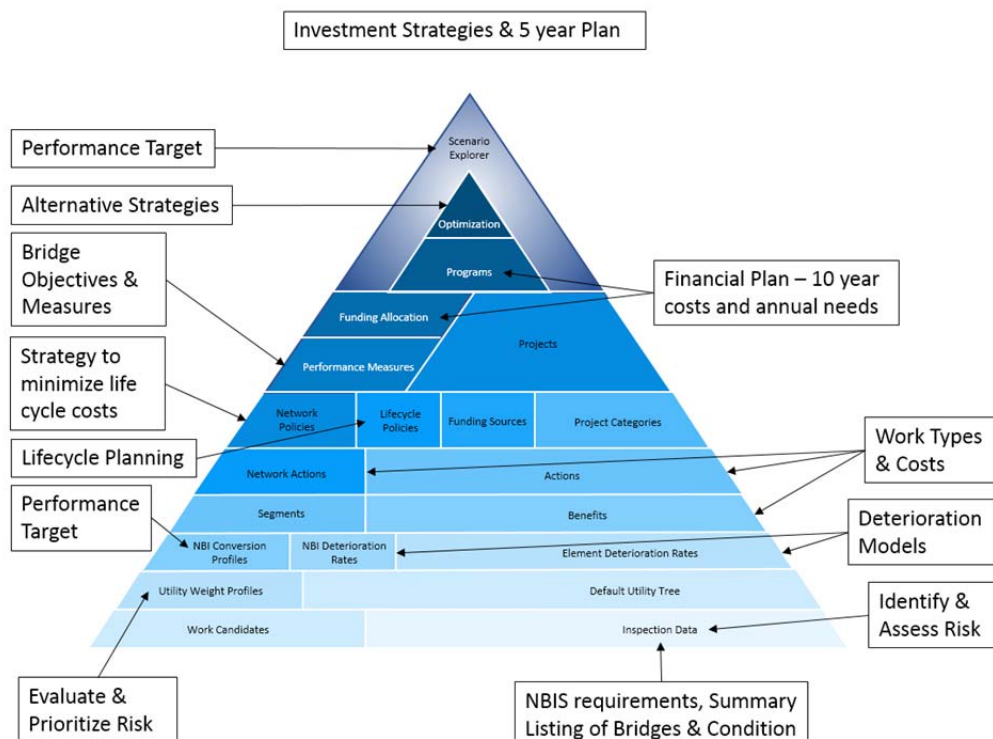 Investment Strategies & 5 year Plan
Performance Target
Scenario
Explorer
Alternative Strategies
Optimization
Bridge
Objectives &
Measures
Programs
Financial Plan – 10 year
costs and annual needs
Funding Allocation
Projects
Strategy to
minimize life
cycle costs
Performance Measures
Network
Policies
Lifecycle
Policies
Funding Sources
Project Categories
Lifecycle Planning
Work Types
& Costs
Network Actions
Actions
Performance
Target
Segments
Benefits
NBI Conversion
Profiles
NBI Deterioration
Rates
Element Deterioration Rates
Deterioration
Models
Utility Weight Profiles
Default Utility Tree
Identify &
Assess Risk
Work Candidates
Inspection Data
Evaluate &
Prioritize Risk
NBIS requirements, Summary
Listing of Bridges & Condition